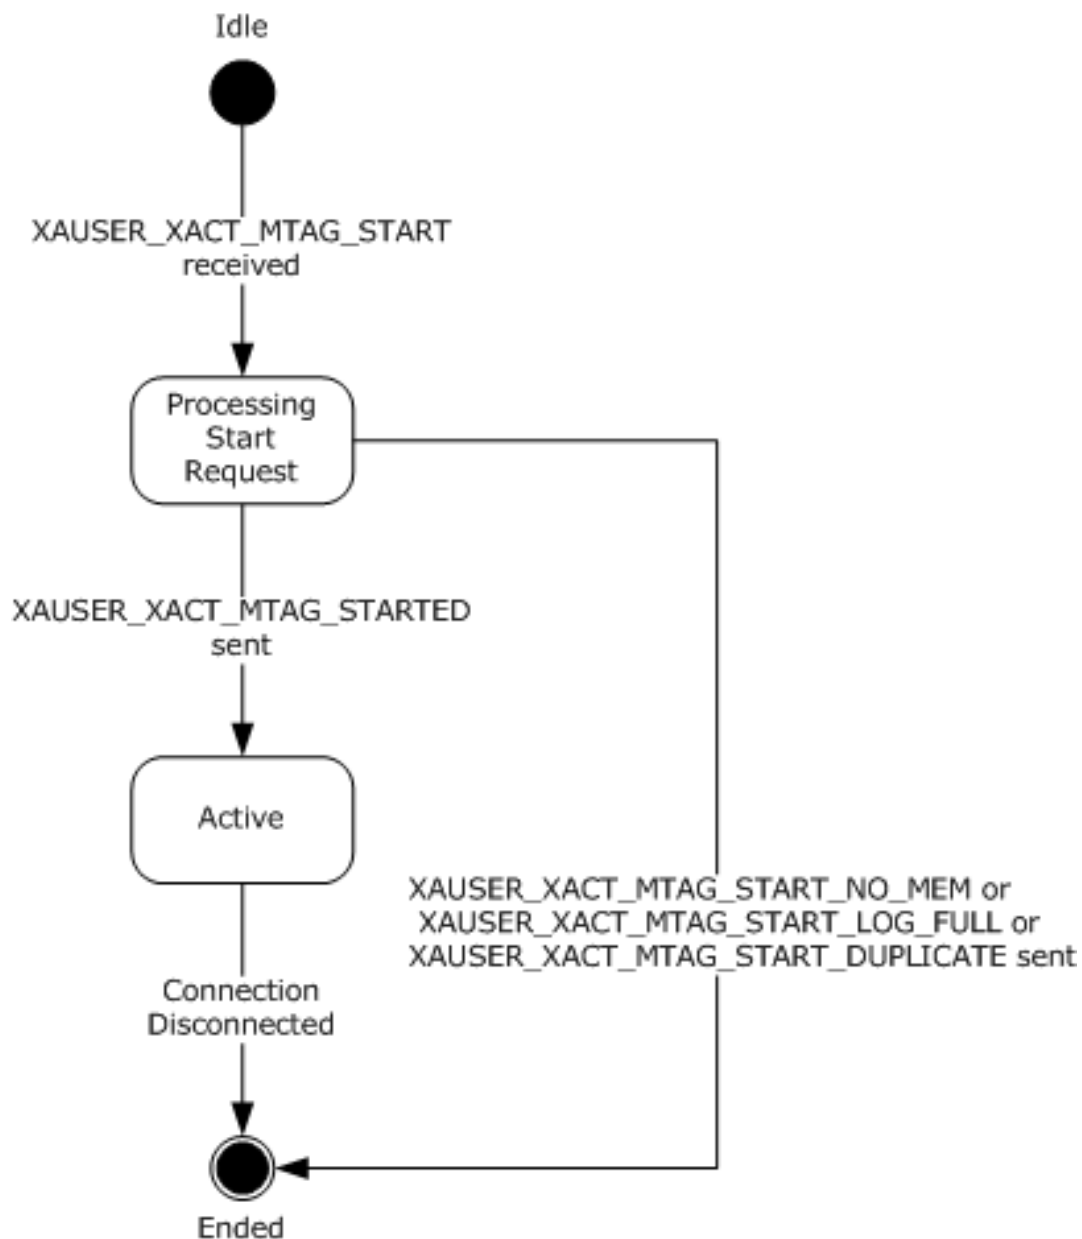 Idle
XAUSER_XACT_MTAG_START
received
Processing
Start
Request
XAUSER_XACT_MTAG_STARTED
sent
Active
XAUSER_XACT_MTAG_START_NO_MEM or
XAUSER_XACT_MTAG_START_LOG_FULL or
XAUSER_XACT_MTAG_START_DUPLICATE sent
Connection
Disconnected
Ended